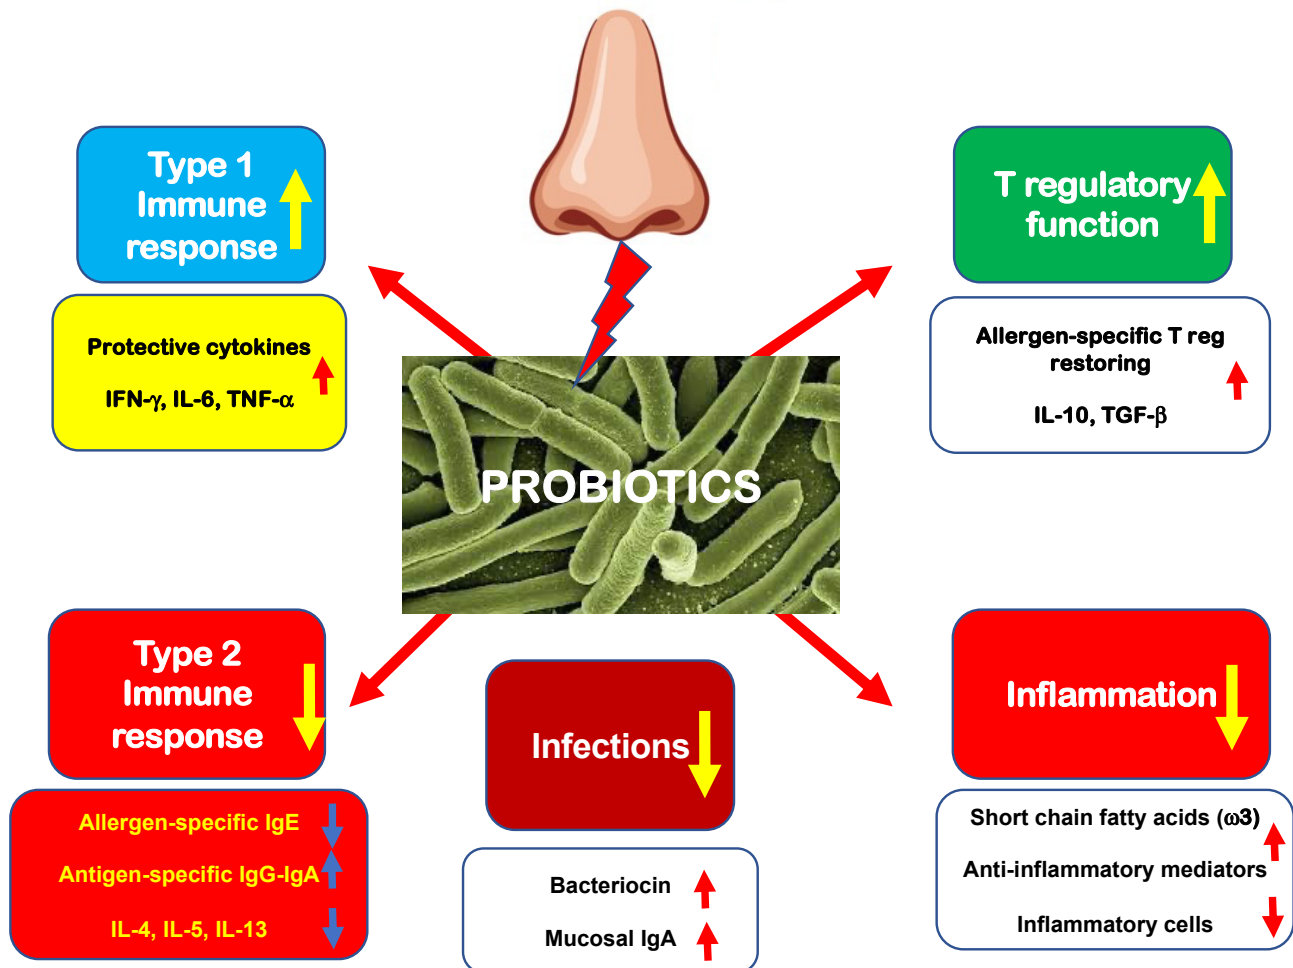 Type 1
Immune
response
T regulatory
function
Protective cytokines
IFN-γ, IL-6, TNF-α
Allergen-specific T reg
restoring
IL-10, TGF-β
PROBIOTICS
Type 2
Immune
response
Infections
Inflammation
Allergen-specific IgE
Antigen-specific IgG-IgA
IL-4, IL-5, IL-13
Bacteriocin
Mucosal IgA
Short chain fatty acids (ω3)
Anti-inflammatory mediators
Inflammatory cells